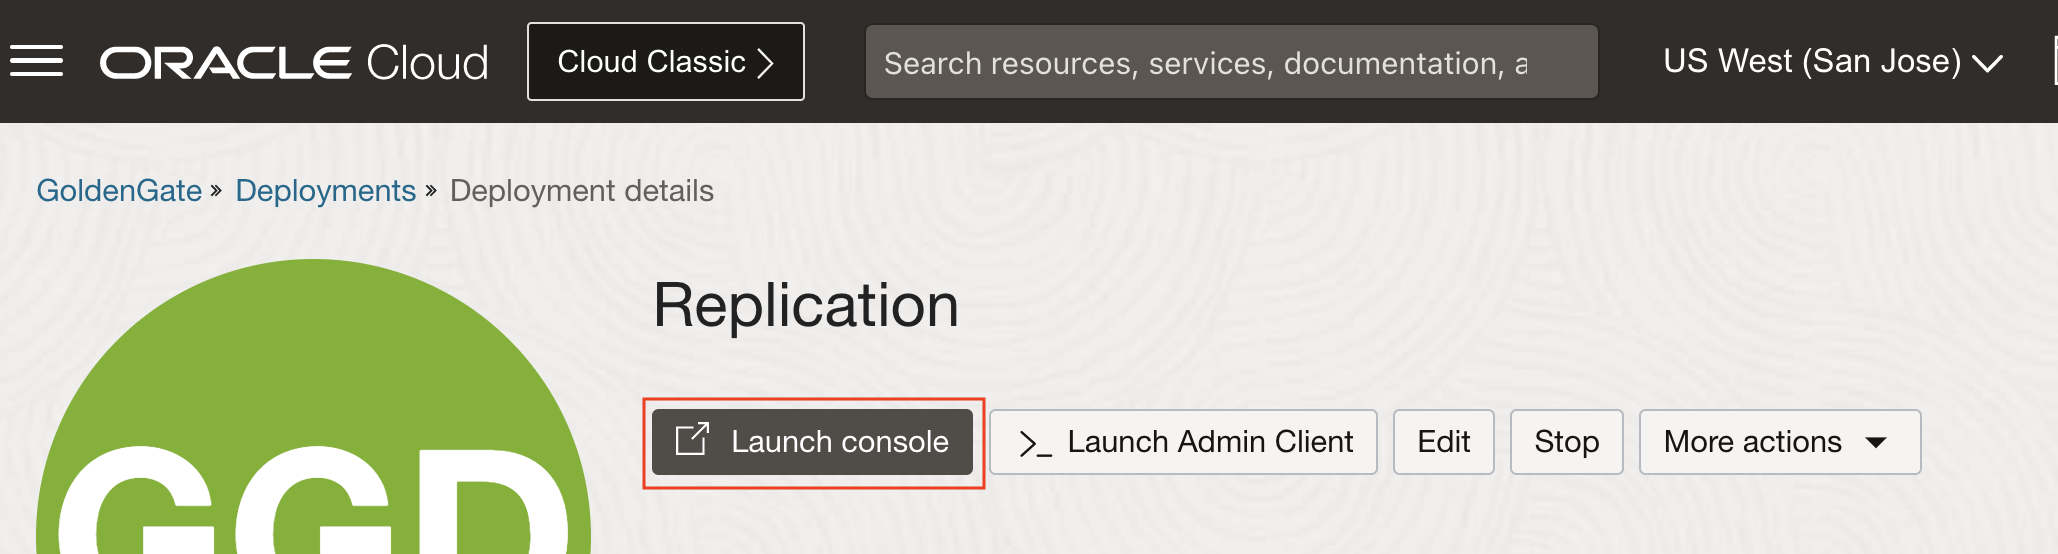 ORACLE Cloud Cloud Classic > Search resources, services, documentation, a US West (San Jose)
GoldenGate » Deployments » Deployment details
Replication
Launch console >_ Launch Admin Client Edit Stop More actions
GGD